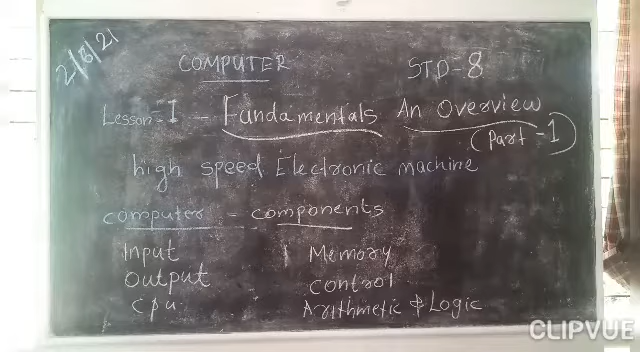 2/8/21
COMPUTER STD-8
Lesson-I - Fundamentals An Overview
(Part-1)
high speed Electronic machine
computer - components
Input Memory
Output control
cpu Arithmetic & Logic
CLIPVUE